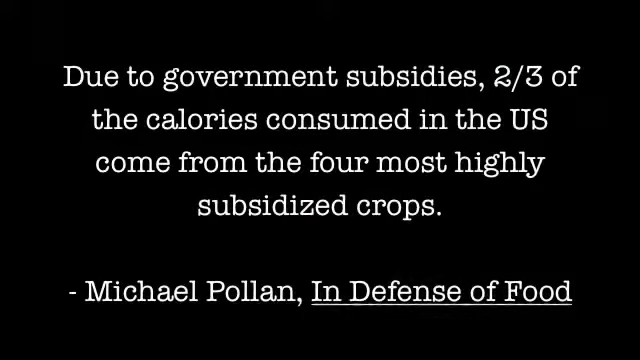 Due to government subsidies, 2/3 of
the calories consumed in the US
come from the four most highly
subsidized crops.
- Michael Pollan, In Defense of Food